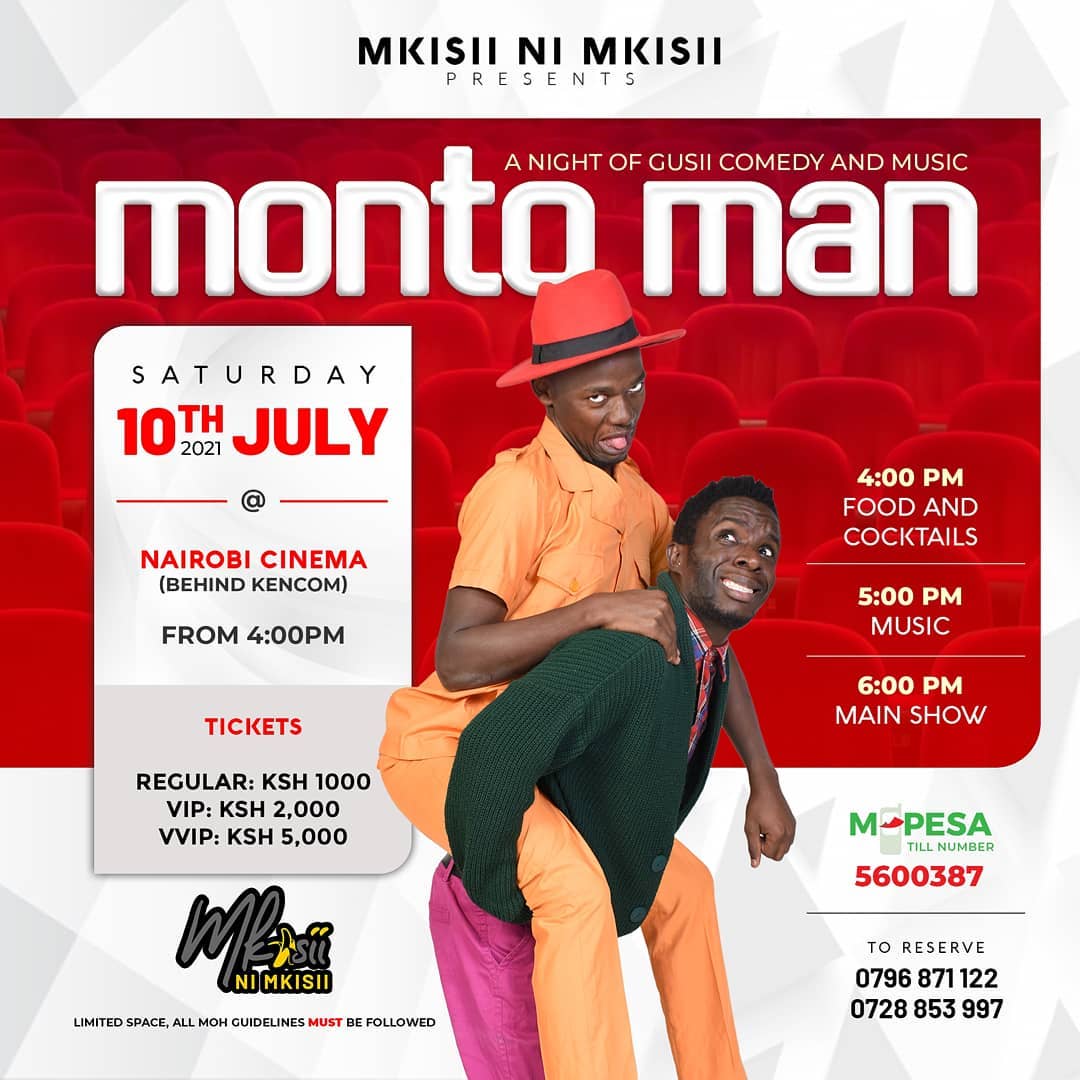 MKISII NI MKISII
PRESENTS
A NIGHT OF GUSII COMEDY AND MUSIC
monto man
SATURDAY
10TH JULY
2021
@
NAIROBI CINEMA
(BEHIND KENCOM)
FROM 4:00PM
TICKETS
REGULAR: KSH 1000
VIP: KSH 2,000
VVIP: KSH 5,000
4:00 PM
FOOD AND
COCKTAILS
5:00 PM
MUSIC
6:00 PM
MAIN SHOW
M-PESA
TILL NUMBER
5600387
TO RESERVE
0796 871 122
0728 853 997
Mkisii
NI MKISII
LIMITED SPACE, ALL MOH GUIDELINES MUST BE FOLLOWED